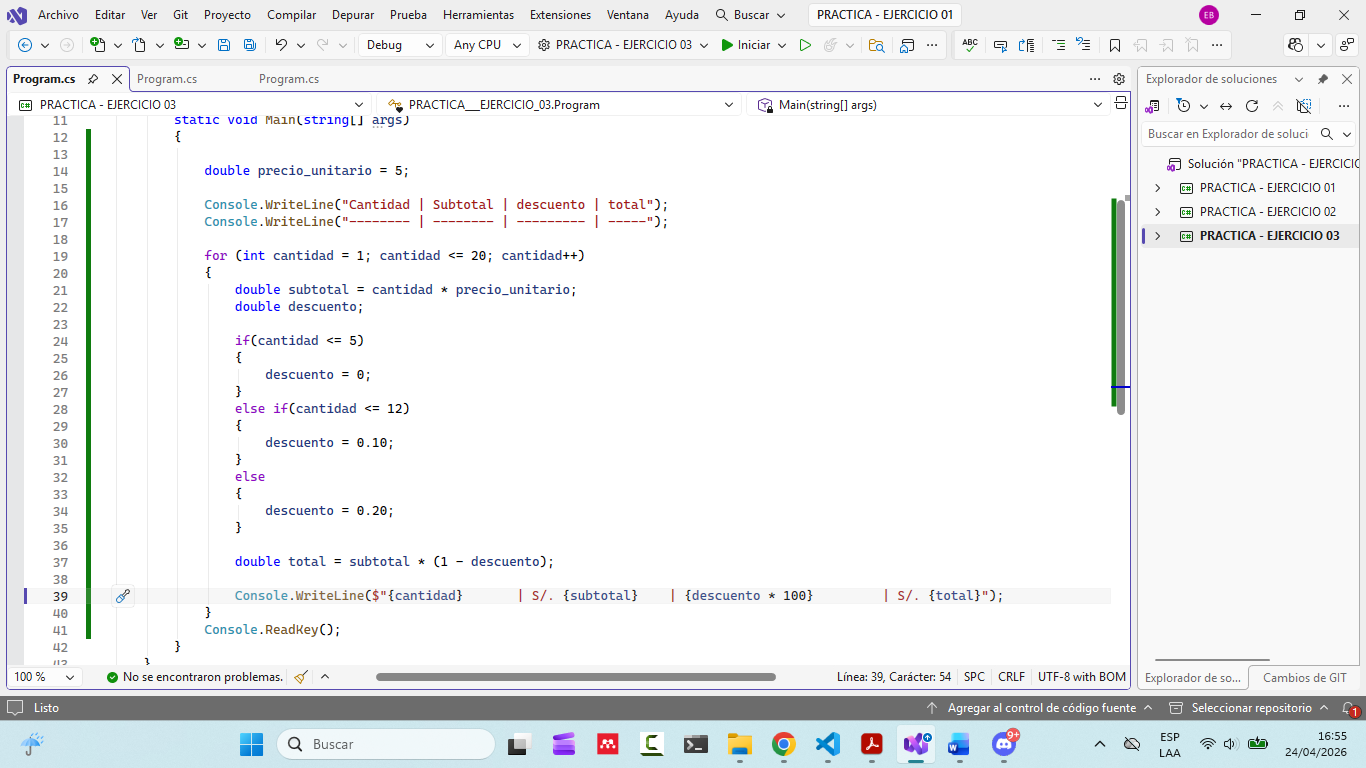 Archivo Editar Ver Git Proyecto Compilar Depurar Prueba Herramientas Extensiones Ventana Ayuda Buscar PRACTICA - EJERCICIO 01 EB
Debug Any CPU PRACTICA - EJERCICIO 03 Iniciar ABC
Program.cs Program.cs Program.cs
Explorador de soluciones
PRACTICA - EJERCICIO 03 PRACTICA___EJERCICIO_03.Program Main(string[] args)
Buscar en Explorador de soluci
Solución "PRACTICA - EJERCICIO
PRACTICA - EJERCICIO 01
PRACTICA - EJERCICIO 02
PRACTICA - EJERCICIO 03
11 static void Main(string[] args)
12 {
13
14 double precio_unitario = 5;
15
16 Console.WriteLine("Cantidad | Subtotal | descuento | total");
17 Console.WriteLine("-------- | -------- | --------- | -----");
18
19 for (int cantidad = 1; cantidad <= 20; cantidad++)
20 {
21 double subtotal = cantidad * precio_unitario;
22 double descuento;
23
24 if(cantidad <= 5)
25 {
26 descuento = 0;
27 }
28 else if(cantidad <= 12)
29 {
30 descuento = 0.10;
31 }
32 else
33 {
34 descuento = 0.20;
35 }
36
37 double total = subtotal * (1 - descuento);
38
39 Console.WriteLine($"{cantidad}       | S/. {subtotal}    | {descuento * 100}         | S/. {total}");
40 }
41 Console.ReadKey();
42 }
43 }
100 % No se encontraron problemas. Línea: 39, Carácter: 54 SPC CRLF UTF-8 with BOM
Explorador de so... Cambios de GIT
Listo Agregar al control de código fuente Seleccionar repositorio 1
Buscar 9+ ESP LAA 16:55 24/04/2026